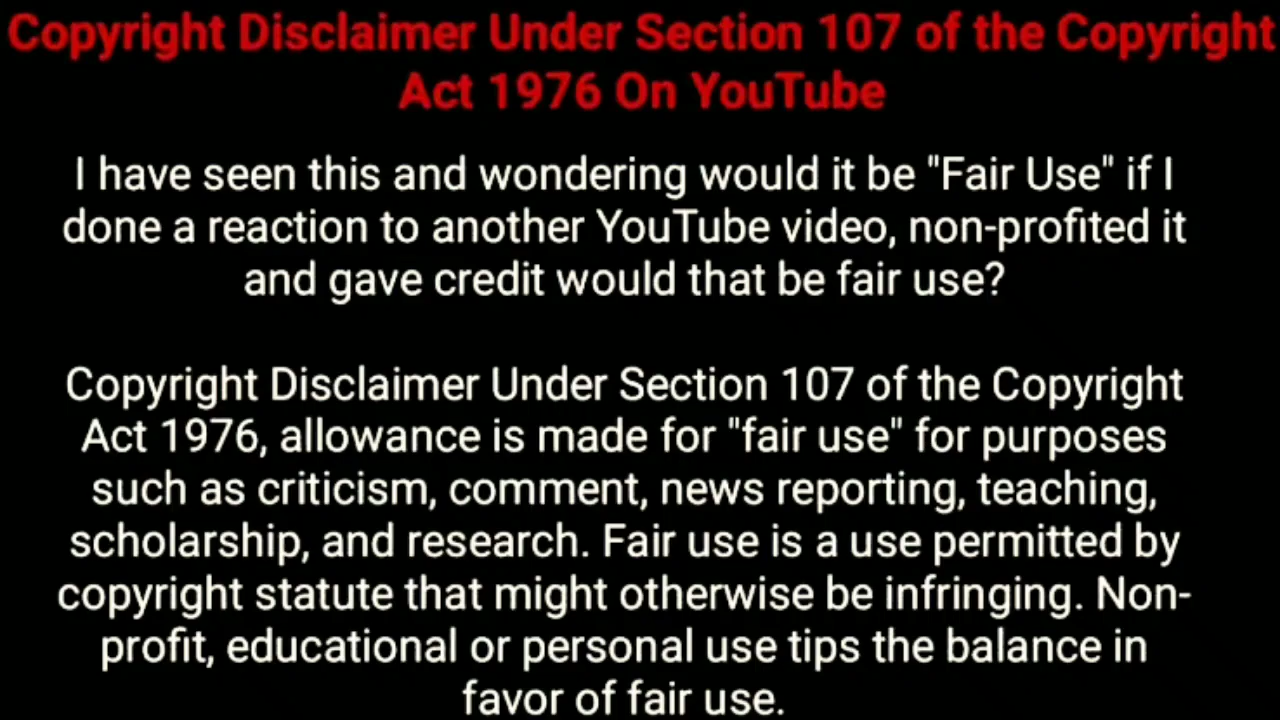 Copyright Disclaimer Under Section 107 of the Copyright
Act 1976 On YouTube
I have seen this and wondering would it be "Fair Use" if I
done a reaction to another YouTube video, non-profited it
and gave credit would that be fair use?
Copyright Disclaimer Under Section 107 of the Copyright
Act 1976, allowance is made for "fair use" for purposes
such as criticism, comment, news reporting, teaching,
scholarship, and research. Fair use is a use permitted by
copyright statute that might otherwise be infringing. Non-
profit, educational or personal use tips the balance in
favor of fair use.